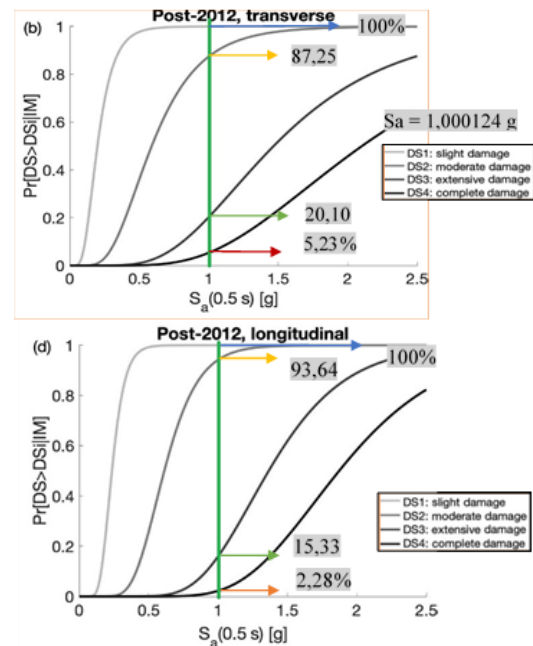 (b)
Post-2012, transverse
100%
1
87,25
0.8
Sa = 1,000124 g
0.6
DS1: slight damage
DS2: moderate damage
DS3: extensive damage
DS4: complete damage
0.4
0.2
20,10
5,23%
0
0 0.5 1 1.5 2 2.5
Pr[DS>DSi|IM]
Sa(0.5 s) [g]
(d)
Post-2012, longitudinal
1
100%
93,64
0.8
0.6
DS1: slight damage
DS2: moderate damage
DS3: extensive damage
DS4: complete damage
0.4
0.2
15,33
2,28%
0
0 0.5 1 1.5 2 2.5
Pr[DS>DSi|IM]
Sa(0.5 s) [g]